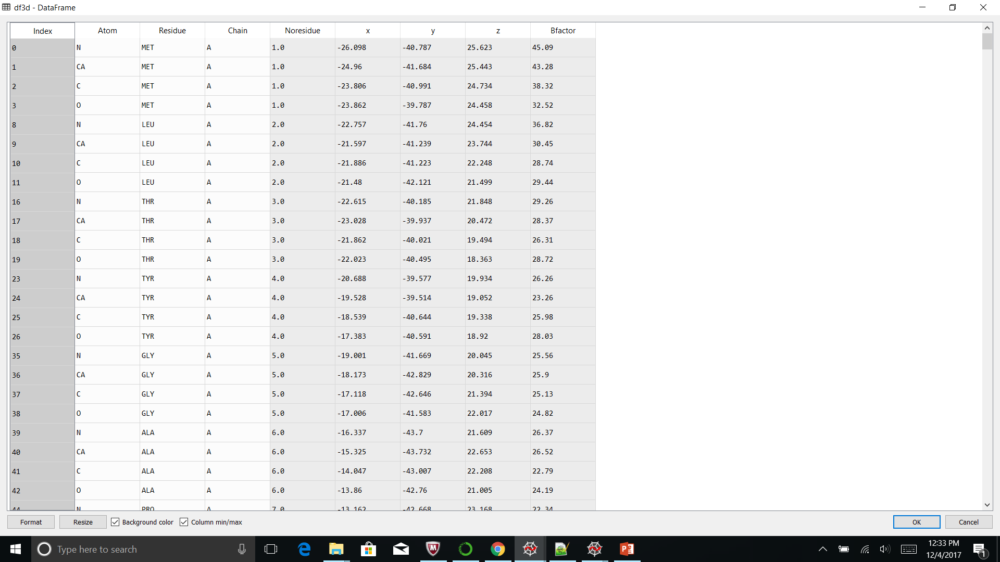 df3d - DataFrame
Index Atom Residue Chain Noresidue x y z Bfactor
0 N MET A 1.0 -26.098 -40.787 25.623 45.09
1 CA MET A 1.0 -24.96 -41.684 25.443 43.28
2 C MET A 1.0 -23.806 -40.991 24.734 38.32
3 O MET A 1.0 -23.862 -39.787 24.458 32.52
8 N LEU A 2.0 -22.757 -41.76 24.454 36.82
9 CA LEU A 2.0 -21.597 -41.239 23.744 30.45
10 C LEU A 2.0 -21.886 -41.223 22.248 28.74
11 O LEU A 2.0 -21.48 -42.121 21.499 29.44
16 N THR A 3.0 -22.615 -40.185 21.848 29.26
17 CA THR A 3.0 -23.028 -39.937 20.472 28.37
18 C THR A 3.0 -21.862 -40.021 19.494 26.31
19 O THR A 3.0 -22.023 -40.495 18.363 28.72
23 N TYR A 4.0 -20.688 -39.577 19.934 26.26
24 CA TYR A 4.0 -19.528 -39.514 19.052 23.26
25 C TYR A 4.0 -18.539 -40.644 19.338 25.98
26 O TYR A 4.0 -17.383 -40.591 18.92 28.03
35 N GLY A 5.0 -19.001 -41.669 20.045 25.56
36 CA GLY A 5.0 -18.173 -42.829 20.316 25.9
37 C GLY A 5.0 -17.118 -42.646 21.394 25.13
38 O GLY A 5.0 -17.006 -41.583 22.017 24.82
39 N ALA A 6.0 -16.337 -43.7 21.609 26.37
40 CA ALA A 6.0 -15.325 -43.732 22.653 26.52
41 C ALA A 6.0 -14.047 -43.007 22.208 22.79
42 O ALA A 6.0 -13.86 -42.76 21.005 24.19
44 N PRO A 7.0 -13.162 -42.668 23.168 22.34
Format Resize Background color Column min/max OK Cancel
Type here to search
12:33 PM
12/4/2017
1